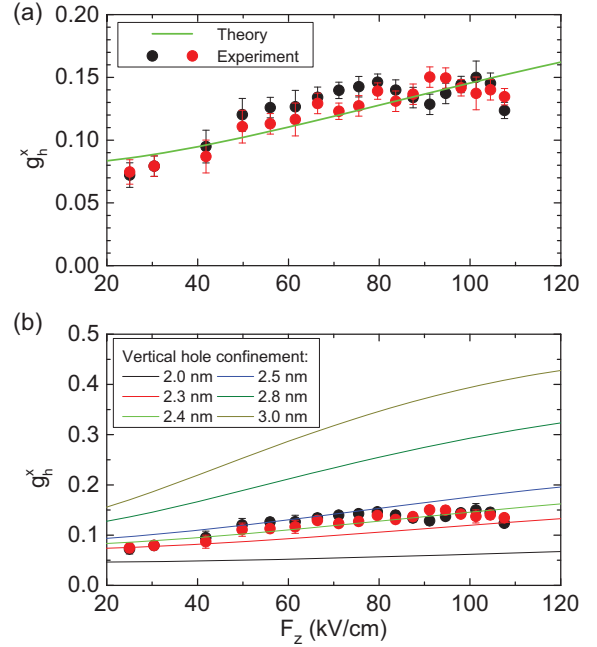 (a)
0.20
0.15
0.10
0.05
0.00
g_h^x
Theory
Experiment
20 40 60 80 100 120
(b)
0.5
0.4
0.3
0.2
0.1
0.0
g_h^x
Vertical hole confinement:
2.0 nm 2.5 nm
2.3 nm 2.8 nm
2.4 nm 3.0 nm
20 40 60 80 100 120
F_z (kV/cm)